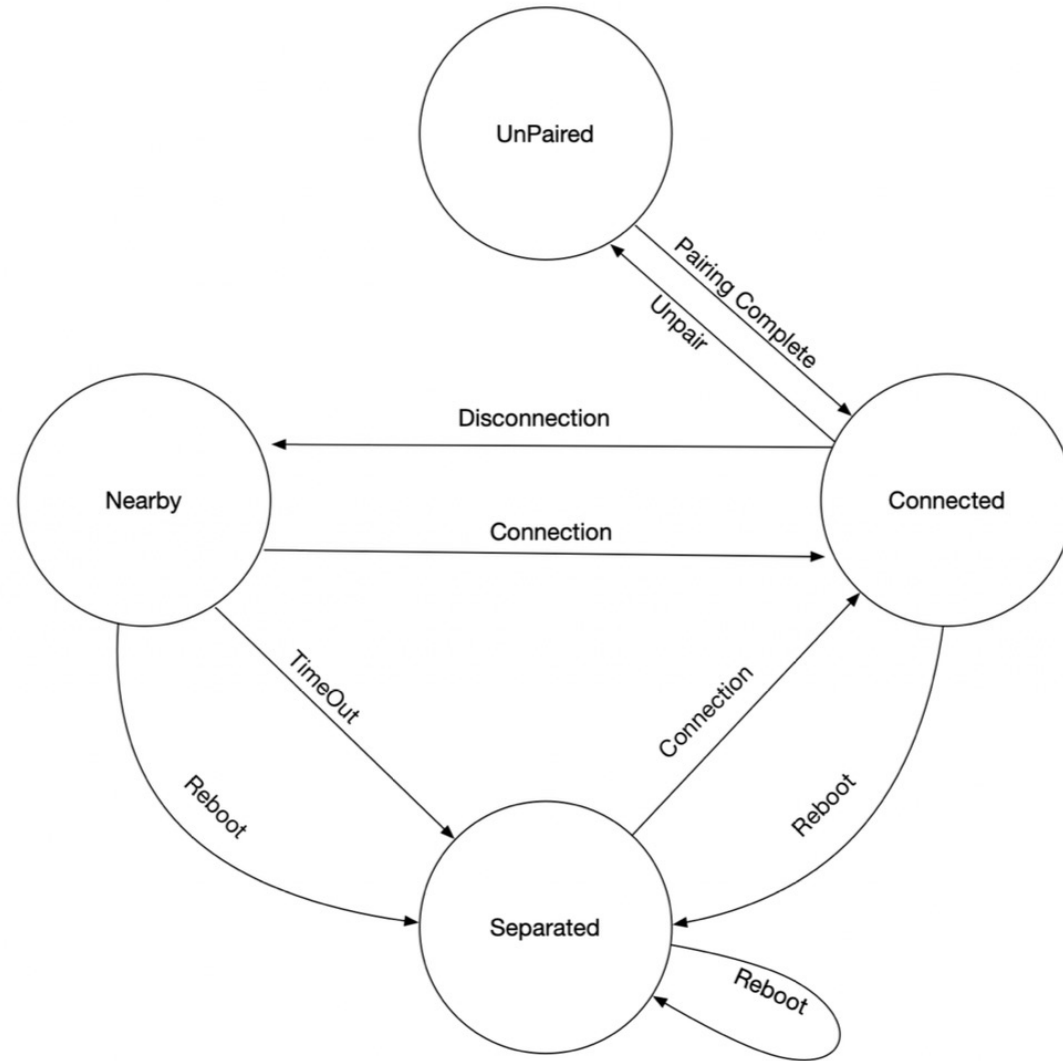 UnPaired
Pairing Complete
Unpair
Disconnection
Nearby
Connected
Connection
TimeOut
Connection
Reboot
Reboot
Separated
Reboot